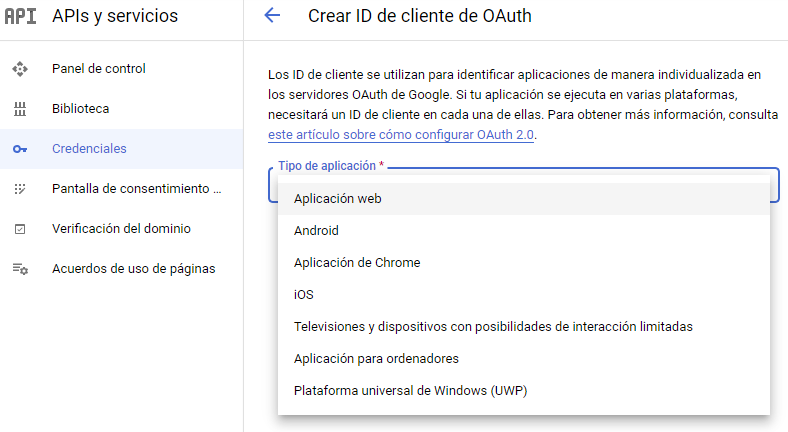 API APIs y servicios
Crear ID de cliente de OAuth
Panel de control
Biblioteca
Credenciales
Pantalla de consentimiento ...
Verificación del dominio
Acuerdos de uso de páginas
Los ID de cliente se utilizan para identificar aplicaciones de manera individualizada en
los servidores OAuth de Google. Si tu aplicación se ejecuta en varias plataformas,
necesitará un ID de cliente en cada una de ellas. Para obtener más información, consulta
este artículo sobre cómo configurar OAuth 2.0.
Tipo de aplicación *
Aplicación web
Android
Aplicación de Chrome
iOS
Televisiones y dispositivos con posibilidades de interacción limitadas
Aplicación para ordenadores
Plataforma universal de Windows (UWP)